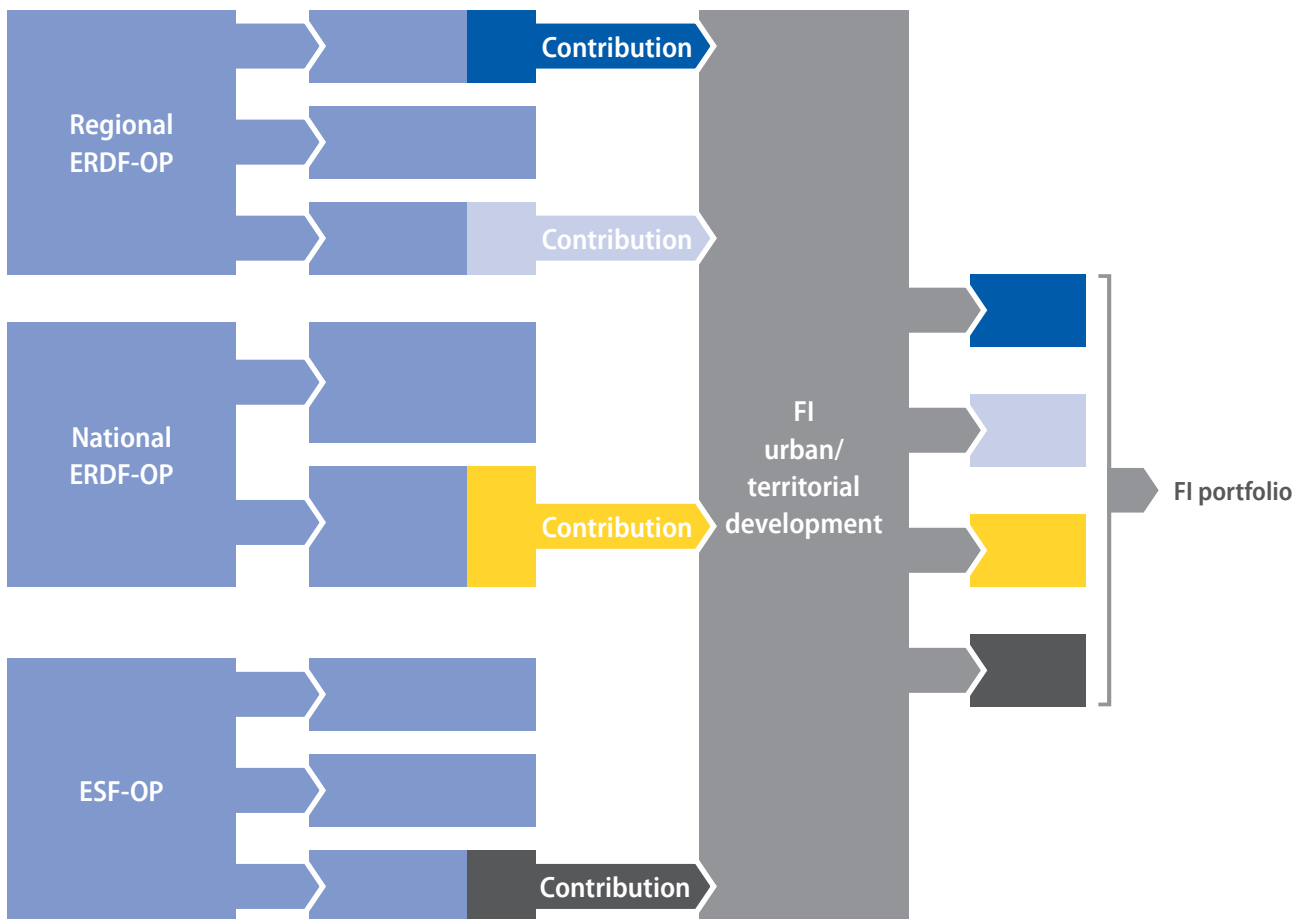 Contribution
Regional
ERDF-OP
Contribution
National
ERDF-OP
Contribution
FI
urban/
territorial
development
FI portfolio
ESF-OP
Contribution